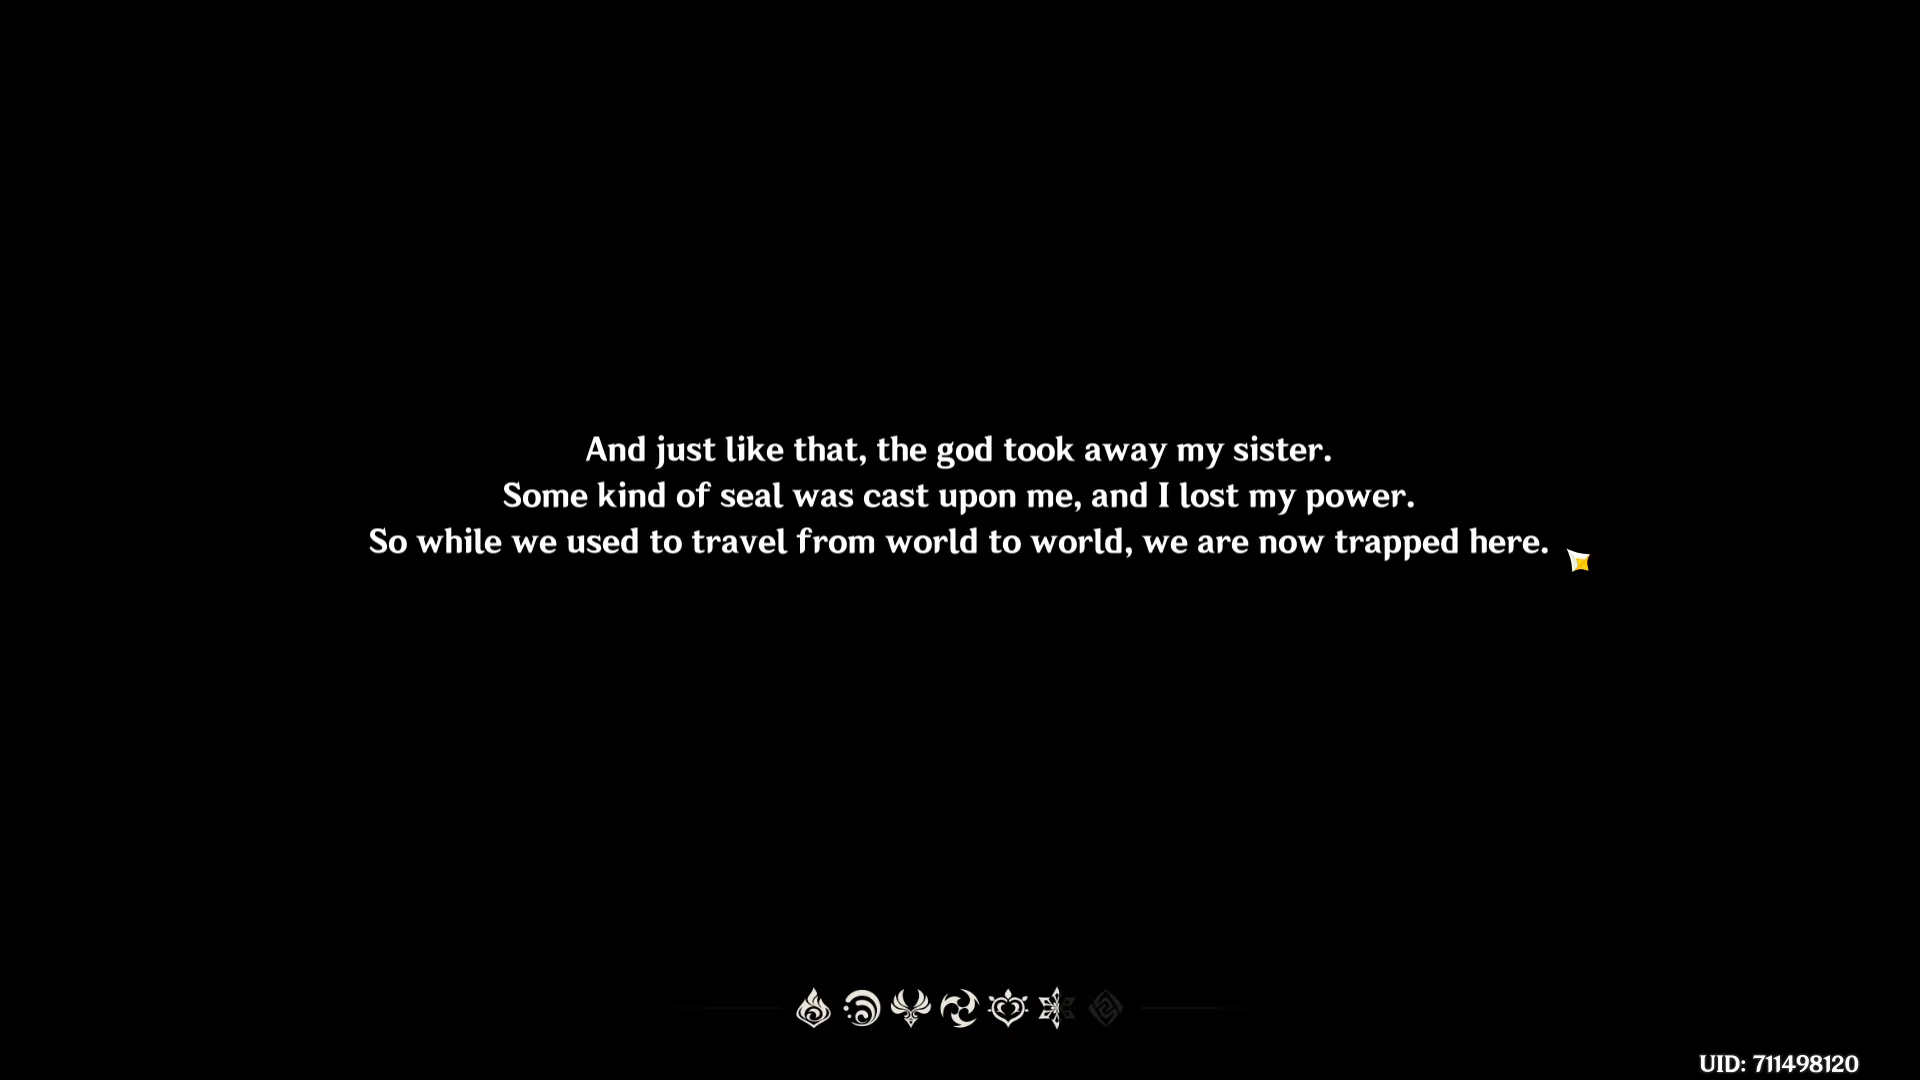 And just like that, the god took away my sister.
Some kind of seal was cast upon me, and I lost my power.
So while we used to travel from world to world, we are now trapped here.
UID: 711498120